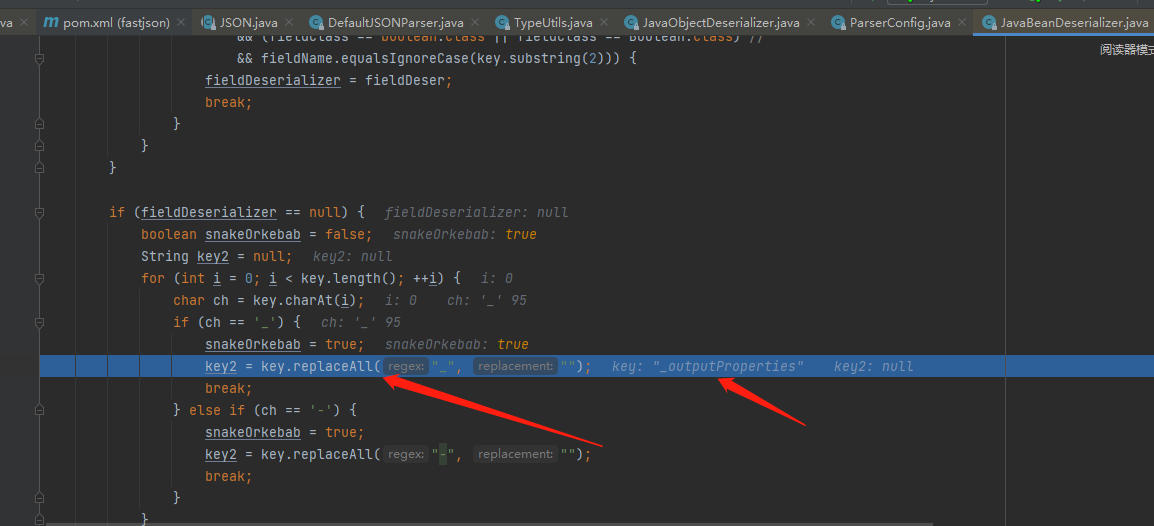 va × pom.xml (fastjson) × JSON.java × DefaultJSONParser.java × TypeUtils.java × JavaObjectDeserializer.java × ParserConfig.java × JavaBeanDeserializer.java
&& (fieldClass == boolean.class || fieldClass == Boolean.class) // 阅读器模式
&& fieldName.equalsIgnoreCase(key.substring(2))) {
fieldDeserializer = fieldDeser;
break;
}
}
}
if (fieldDeserializer == null) { fieldDeserializer: null
boolean snakeOrkebab = false; snakeOrkebab: true
String key2 = null; key2: null
for (int i = 0; i < key.length(); ++i) { i: 0
char ch = key.charAt(i); i: 0 ch: '_' 95
if (ch == '_') { ch: '_' 95
snakeOrkebab = true; snakeOrkebab: true
key2 = key.replaceAll( regex: "_", replacement: ""); key: "_outputProperties" key2: null
break;
} else if (ch == '-') {
snakeOrkebab = true;
key2 = key.replaceAll( regex: "-", replacement: "");
break;
}
}